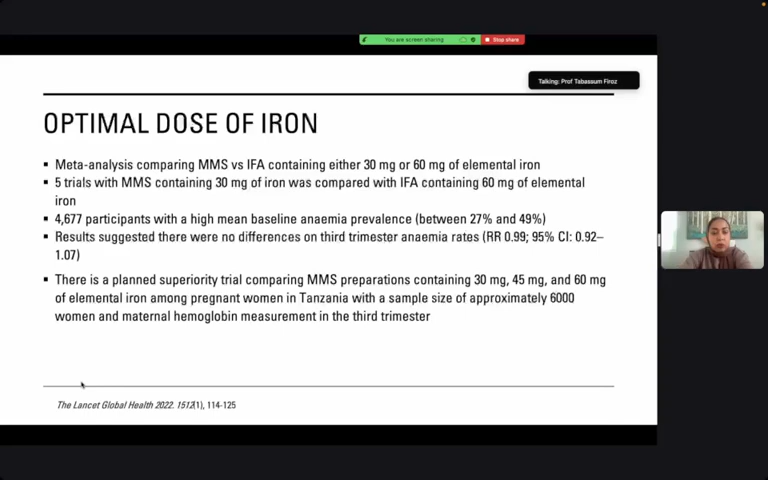 You are screen sharing
Stop share
Talking: Prof Tabassum Firoz
OPTIMAL DOSE OF IRON
▪ Meta-analysis comparing MMS vs IFA containing either 30 mg or 60 mg of elemental iron
▪ 5 trials with MMS containing 30 mg of iron was compared with IFA containing 60 mg of elemental
iron
▪ 4,677 participants with a high mean baseline anaemia prevalence (between 27% and 49%)
▪ Results suggested there were no differences on third trimester anaemia rates (RR 0.99; 95% CI: 0.92–
1.07)
▪ There is a planned superiority trial comparing MMS preparations containing 30 mg, 45 mg, and 60 mg
of elemental iron among pregnant women in Tanzania with a sample size of approximately 6000
women and maternal hemoglobin measurement in the third trimester
The Lancet Global Health 2022. 1512(1), 114-125